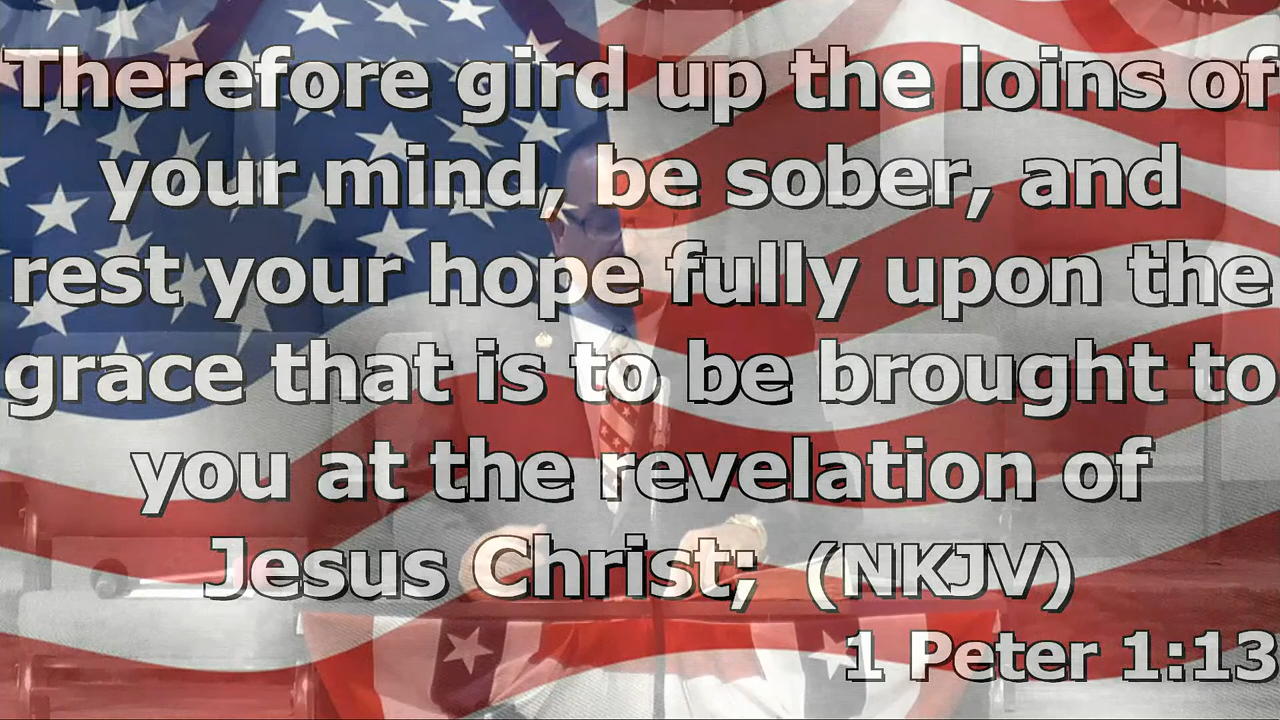 Therefore gird up the loins of
your mind, be sober, and
rest your hope fully upon the
grace that is to be brought to
you at the revelation of
Jesus Christ; (NKJV)
1 Peter 1:13